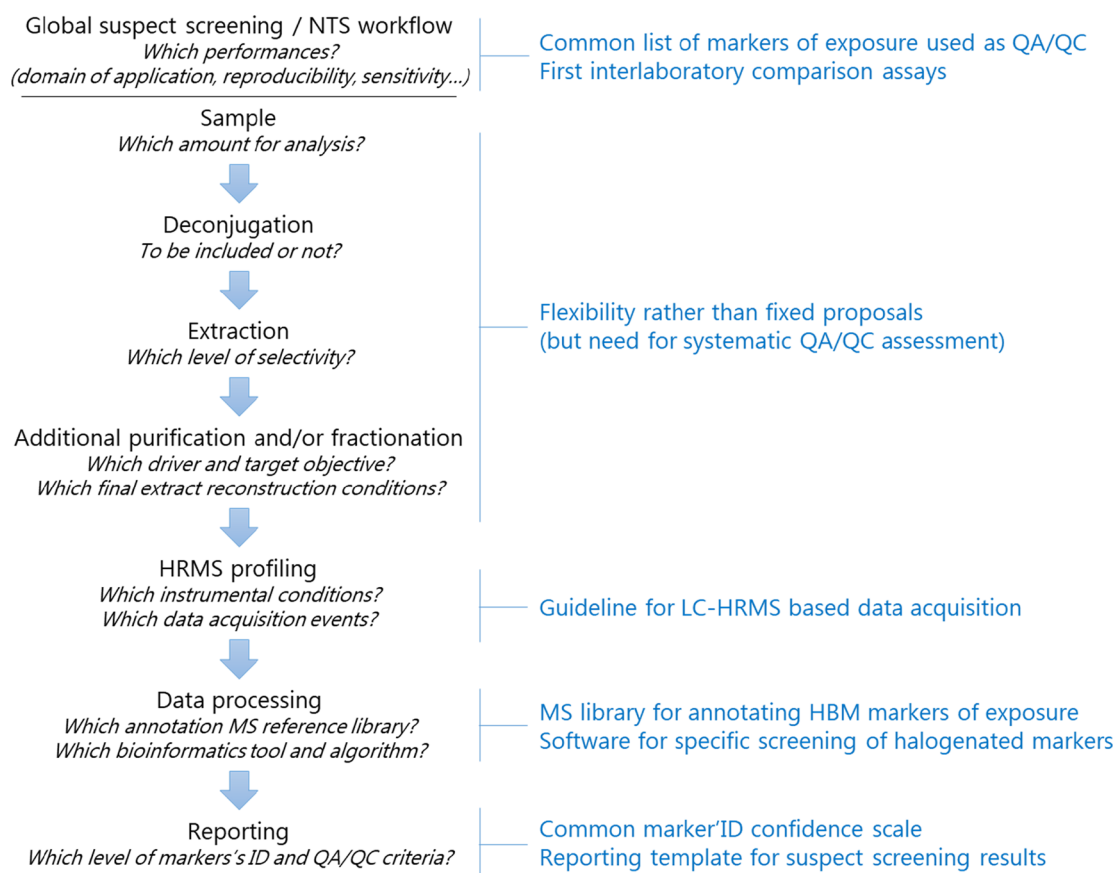 Global suspect screening / NTS workflow
Which performances?
(domain of application, reproducibility, sensitivity...)
Common list of markers of exposure used as QA/QC
First interlaboratory comparison assays
Sample
Which amount for analysis?
Deconjugation
To be included or not?
Extraction
Which level of selectivity?
Additional purification and/or fractionation
Which driver and target objective?
Which final extract reconstruction conditions?
Flexibility rather than fixed proposals
(but need for systematic QA/QC assessment)
HRMS profiling
Which instrumental conditions?
Which data acquisition events?
Guideline for LC-HRMS based data acquisition
Data processing
Which annotation MS reference library?
Which bioinformatics tool and algorithm?
MS library for annotating HBM markers of exposure
Software for specific screening of halogenated markers
Reporting
Which level of markers's ID and QA/QC criteria?
Common marker'ID confidence scale
Reporting template for suspect screening results